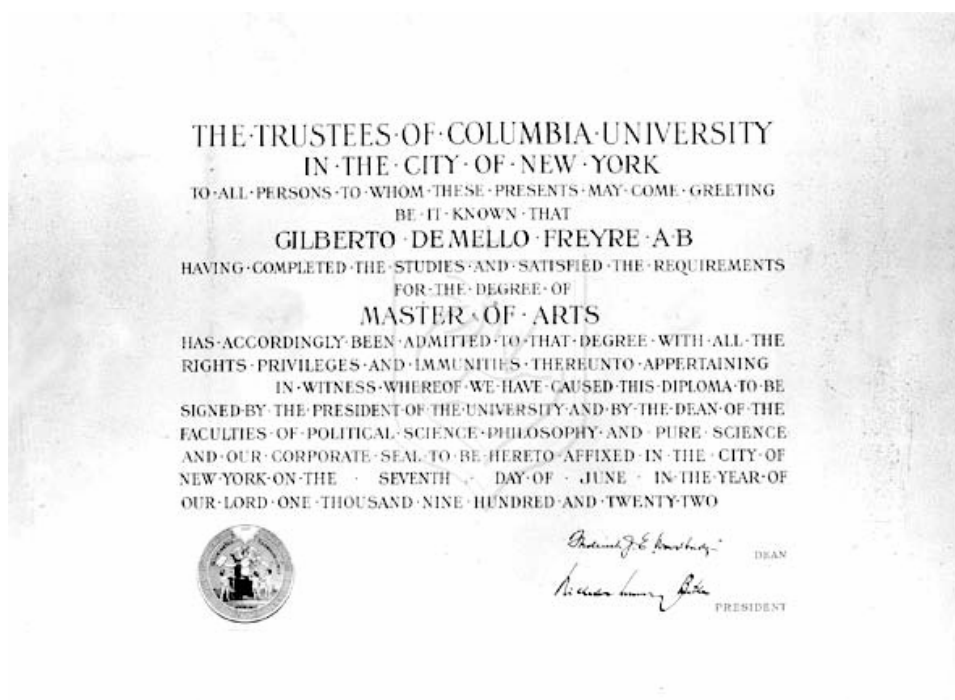 THE·TRUSTEES·OF·COLUMBIA·UNIVERSITY
IN·THE·CITY·OF·NEW·YORK
TO·ALL·PERSONS·TO·WHOM·THESE·PRESENTS·MAY·COME·GREETING
BE·IT·KNOWN·THAT
GILBERTO·DE MELLO·FREYRE·A·B
HAVING·COMPLETED·THE·STUDIES·AND·SATISFIED·THE·REQUIREMENTS
FOR·THE·DEGREE·OF
MASTER·OF·ARTS
HAS·ACCORDINGLY·BEEN·ADMITTED·TO·THAT·DEGREE·WITH·ALL·THE
RIGHTS·PRIVILEGES·AND·IMMUNITIES·THEREUNTO·APPERTAINING
IN·WITNESS·WHEREOF·WE·HAVE·CAUSED·THIS·DIPLOMA·TO·BE
SIGNED·BY·THE·PRESIDENT·OF·THE·UNIVERSITY·AND·BY·THE·DEAN·OF·THE
FACULTIES·OF·POLITICAL·SCIENCE·PHILOSOPHY·AND·PURE·SCIENCE
AND·OUR·CORPORATE·SEAL·TO·BE·HERETO·AFFIXED·IN·THE·CITY·OF
NEW·YORK·ON·THE·SEVENTH·DAY·OF·JUNE·IN·THE·YEAR·OF
OUR·LORD·ONE·THOUSAND·NINE·HUNDRED·AND·TWENTY·TWO
DEAN
Nicholas Murray Butler
PRESIDENT